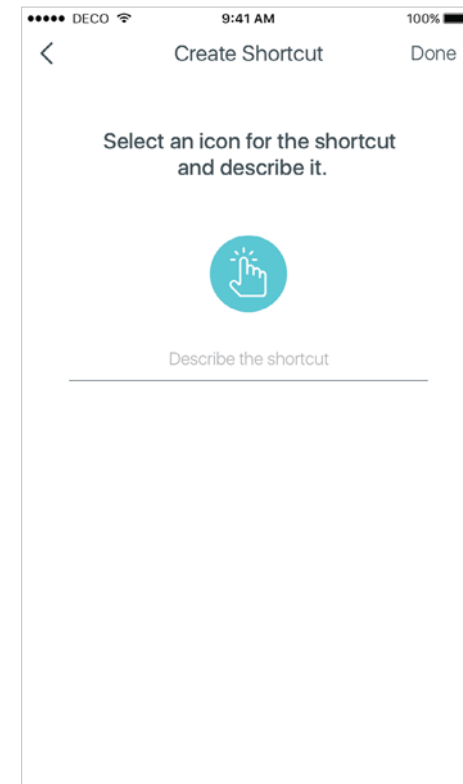 DECO 9:41 AM 100%
Create Shortcut Done
Select an icon for the shortcut
and describe it.
Describe the shortcut